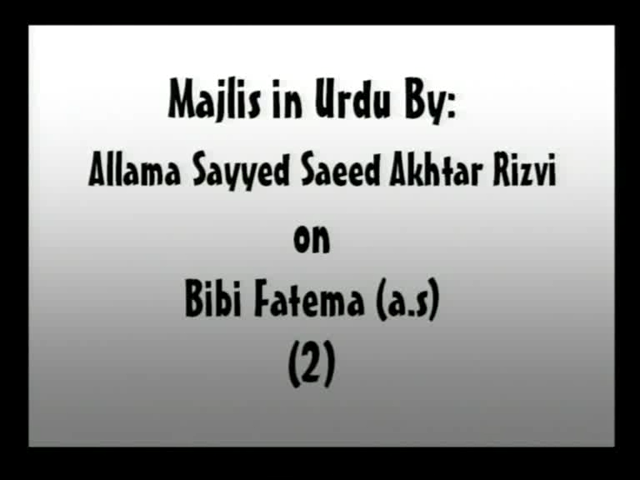 Majlis in Urdu By:
Allama Sayyed Saeed Akhtar Rizvi
on
Bibi Fatema (a.s)
(2)